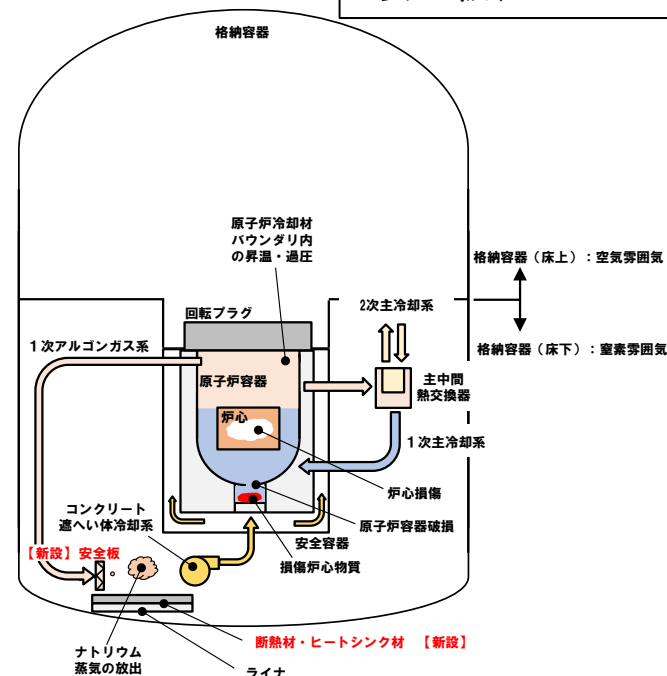 格納容器
原子炉冷却材
バウンダリ内
の昇温・過圧
格納容器（床上）：空気雰囲気
回転プラグ
2次主冷却系
１次アルゴンガス系
格納容器（床下）：窒素雰囲気
原子炉容器
主中間
熱交換器
炉心
１次主冷却系
炉心損傷
コンクリート
遮へい体冷却系
原子炉容器破損
安全容器
【新設】安全板
損傷炉心物質
断熱材・ヒートシンク材　【新設】
ナトリウム
蒸気の放出
ライナ